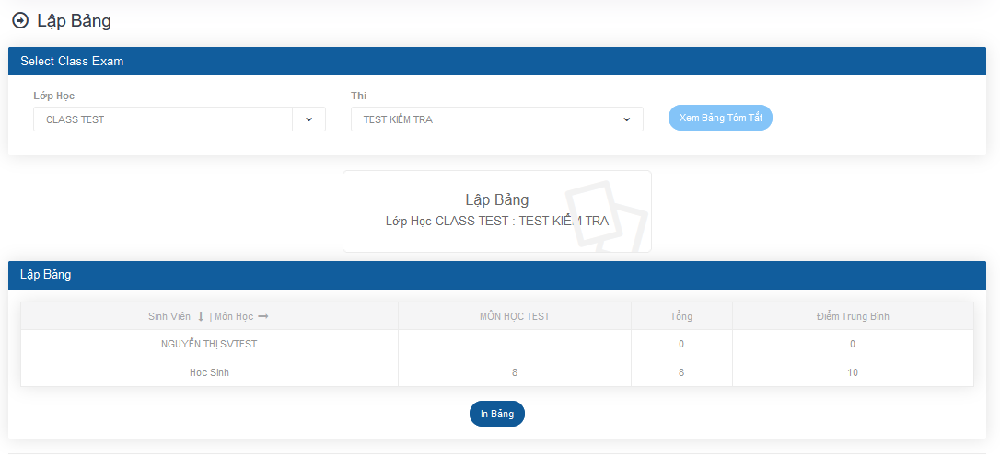 Lập Bảng
Select Class Exam
Lớp Học Thi
CLASS TEST TEST KIỂM TRA Xem Bảng Tóm Tắt
Lập Bảng
Lớp Học CLASS TEST : TEST KIỂM TRA
Lập Bảng
Sinh Viên ↓ | Môn Học → MÔN HỌC TEST Tổng Điểm Trung Bình
NGUYỄN THỊ SVTEST 0 0
Hoc Sinh 8 8 10
In Bảng